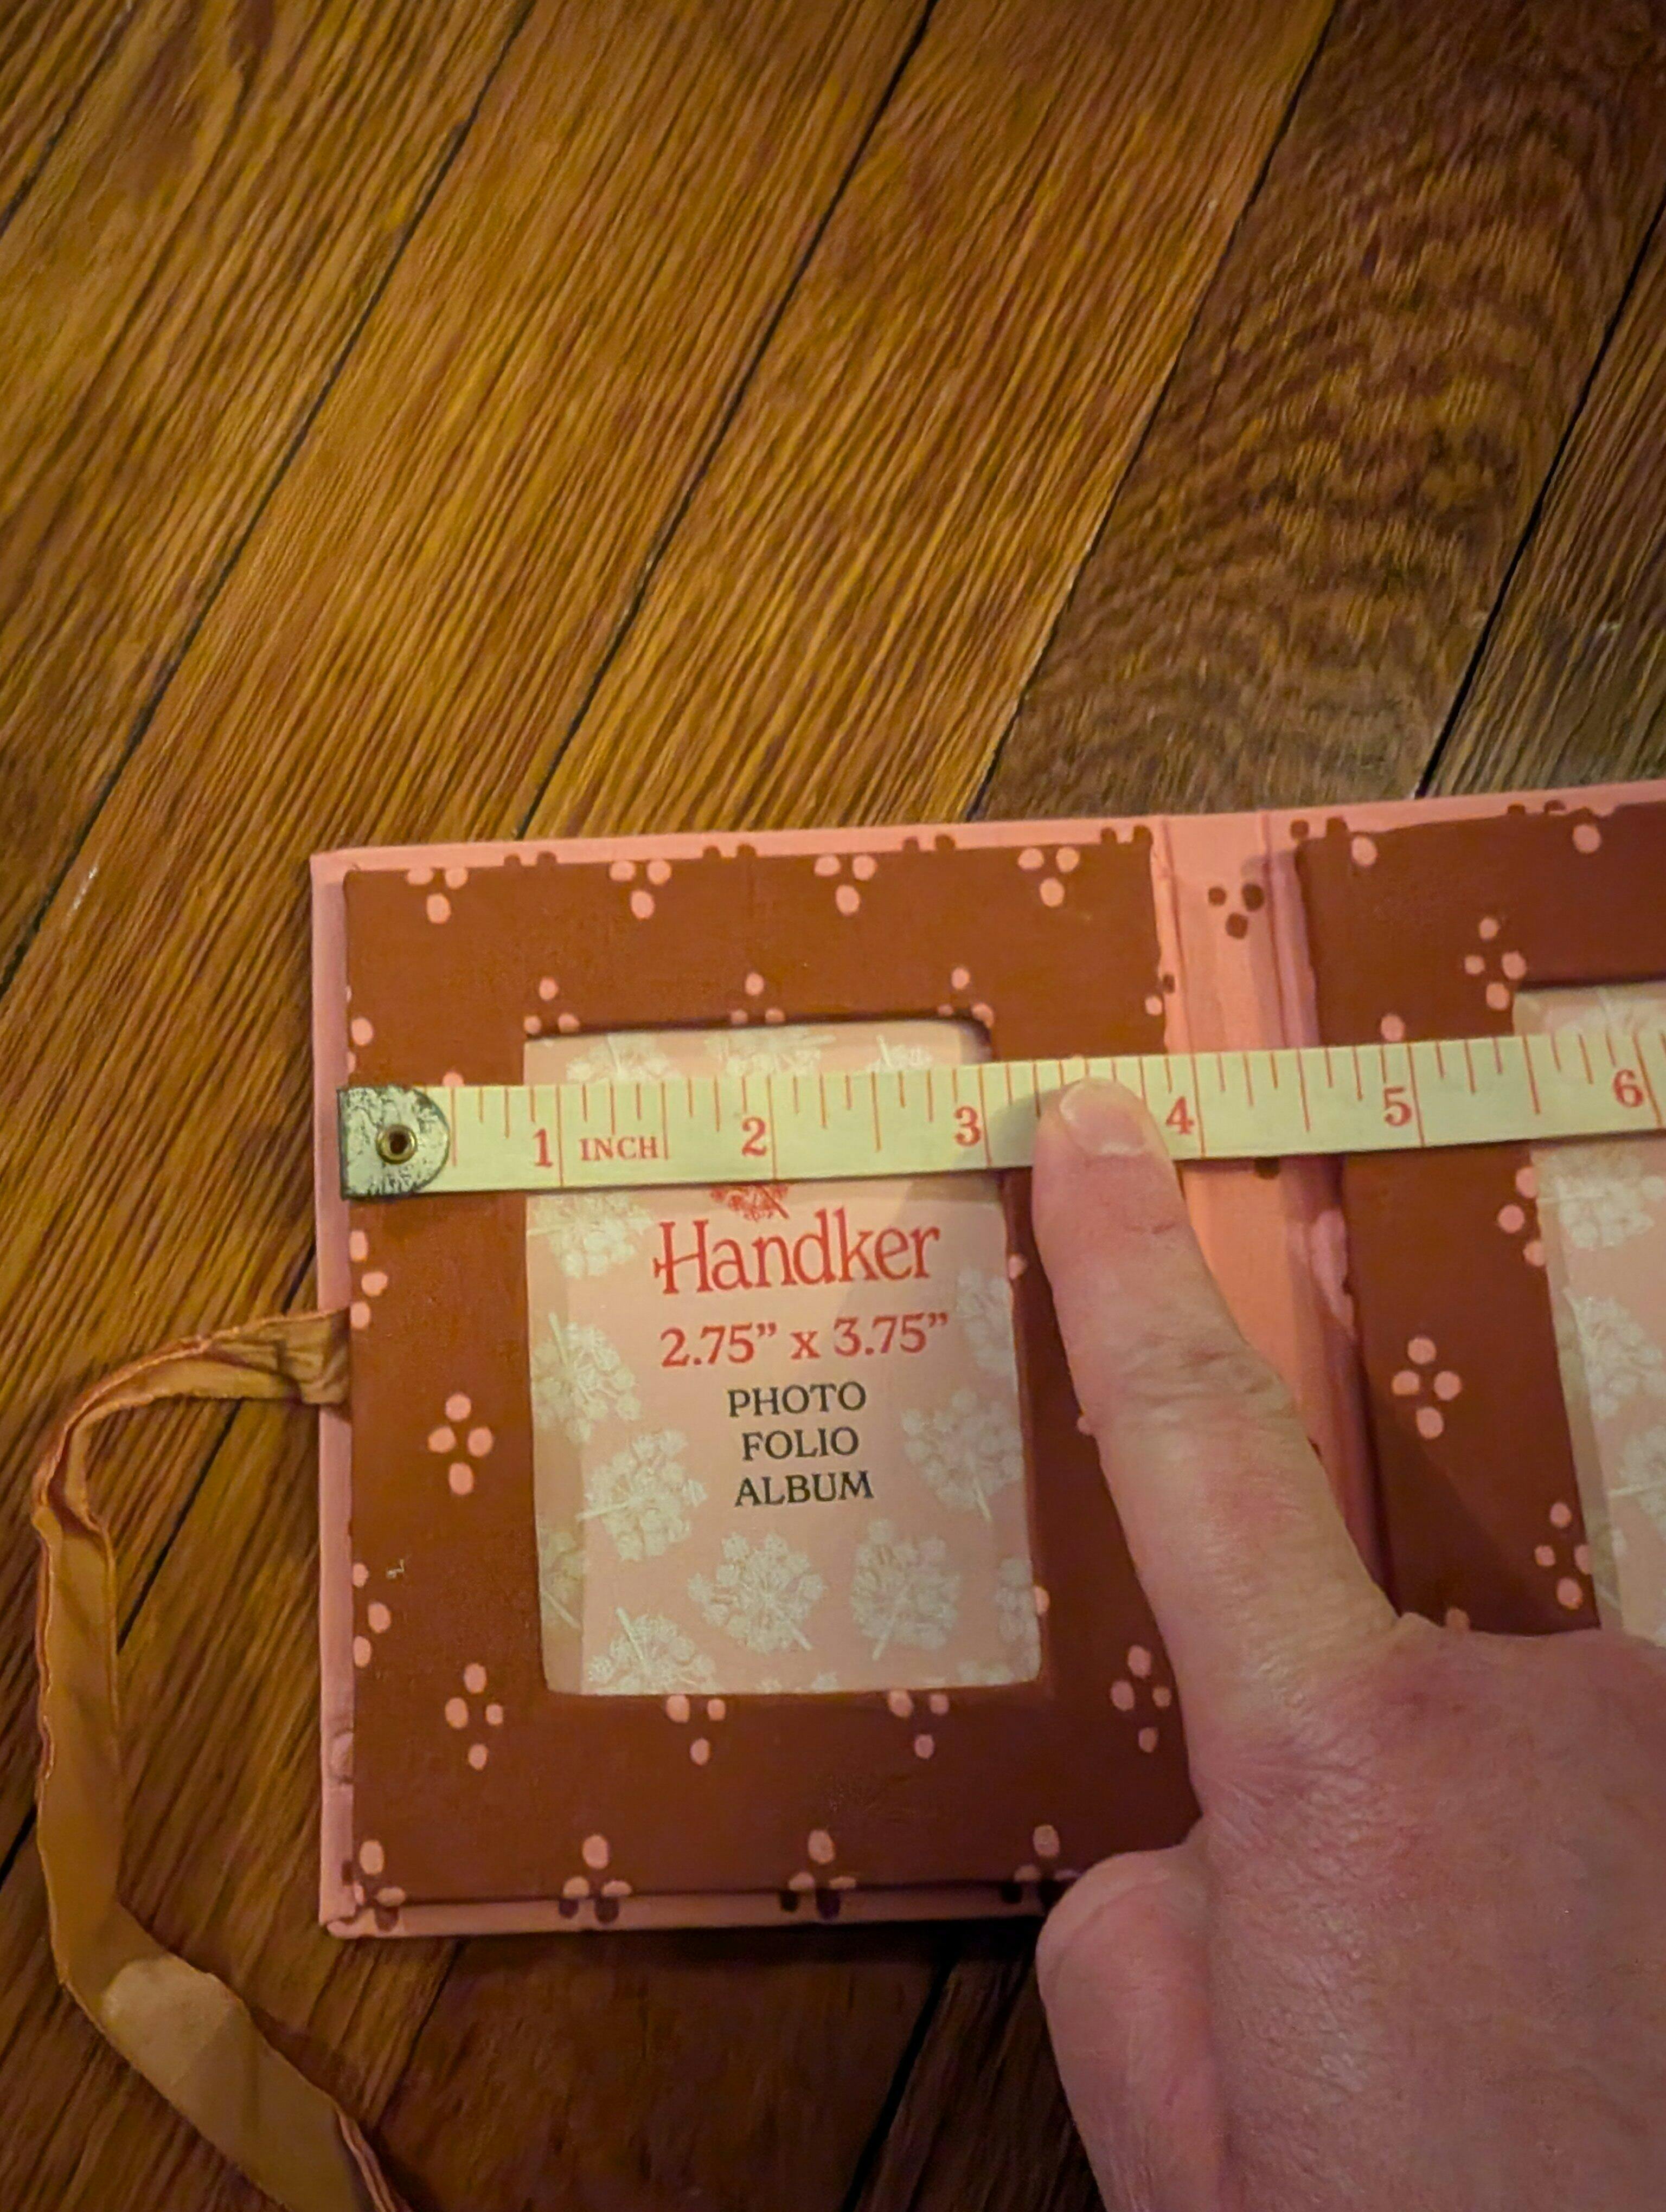 1 INCH 2 3 4 5 6
Handker
2.75” x 3.75”
PHOTO
FOLIO
ALBUM